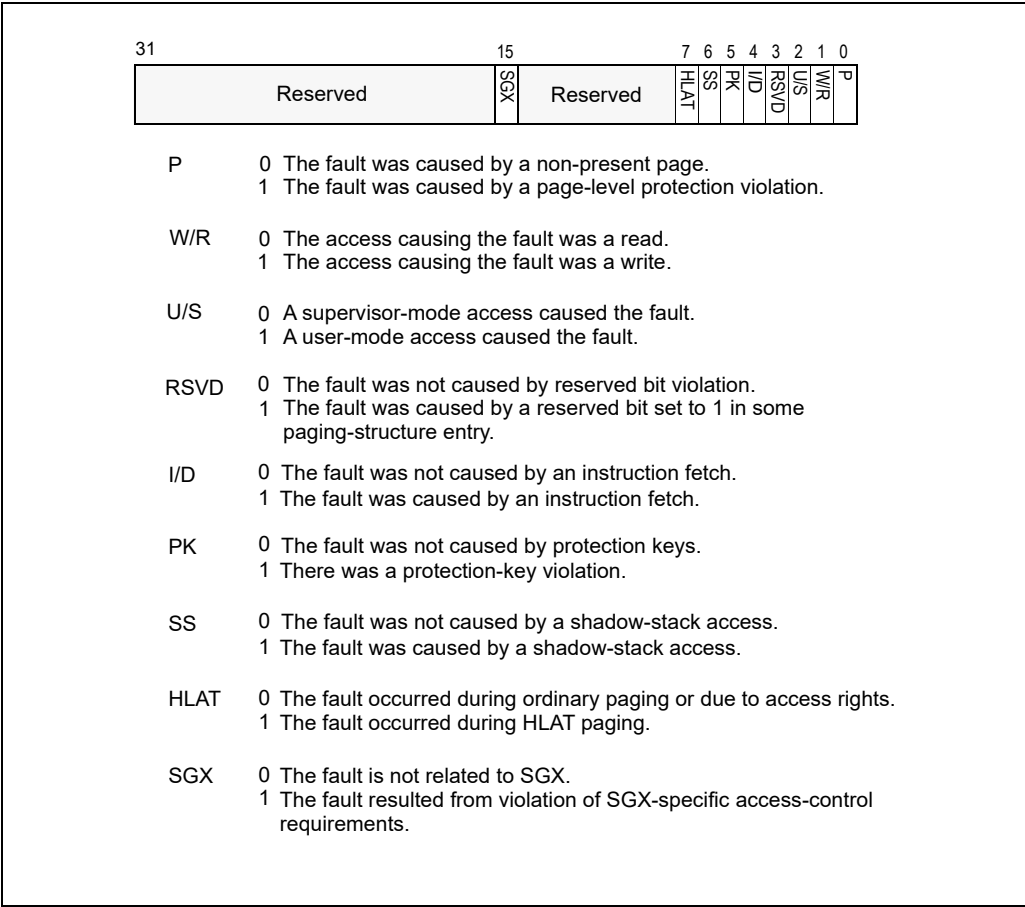 31 15 7 6 5 4 3 2 1 0
Reserved SGX Reserved HLAT SS PK I/D RSVD U/S W/R P
P 0 The fault was caused by a non-present page.
1 The fault was caused by a page-level protection violation.
W/R 0 The access causing the fault was a read.
1 The access causing the fault was a write.
U/S 0 A supervisor-mode access caused the fault.
1 A user-mode access caused the fault.
RSVD 0 The fault was not caused by reserved bit violation.
1 The fault was caused by a reserved bit set to 1 in some
paging-structure entry.
I/D 0 The fault was not caused by an instruction fetch.
1 The fault was caused by an instruction fetch.
PK 0 The fault was not caused by protection keys.
1 There was a protection-key violation.
SS 0 The fault was not caused by a shadow-stack access.
1 The fault was caused by a shadow-stack access.
HLAT 0 The fault occurred during ordinary paging or due to access rights.
1 The fault occurred during HLAT paging.
SGX 0 The fault is not related to SGX.
1 The fault resulted from violation of SGX-specific access-control
requirements.